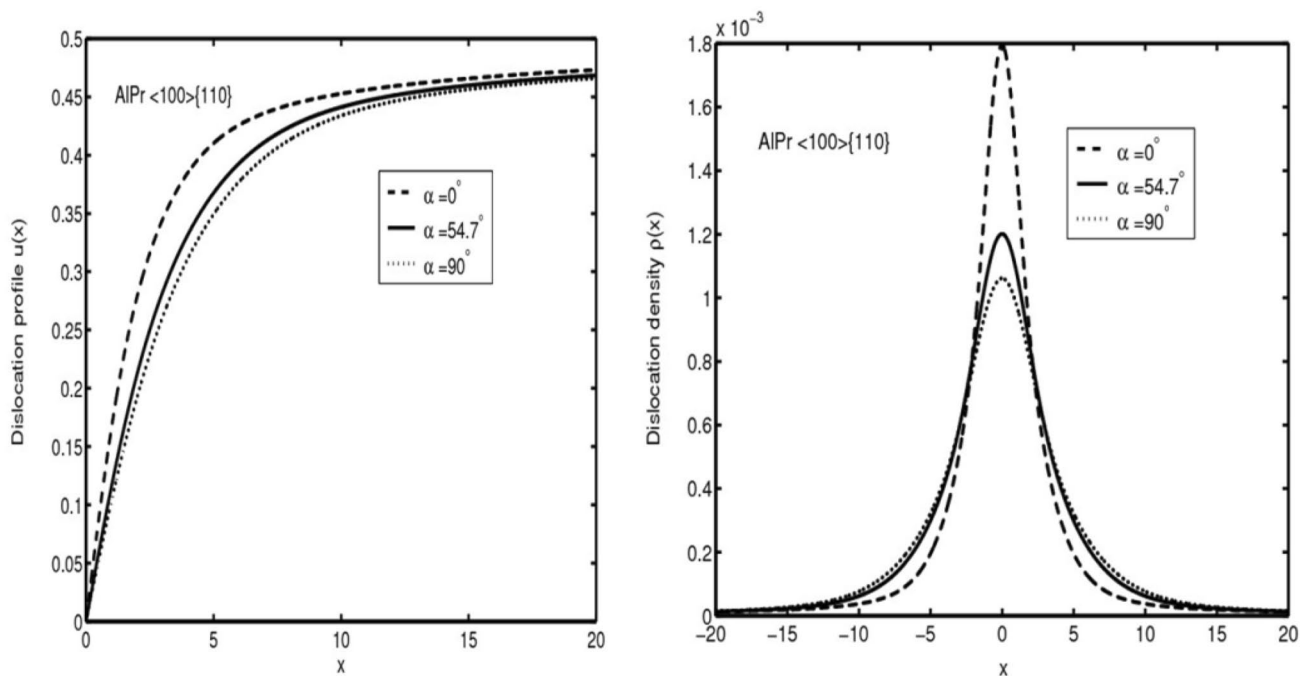 0.5
0.45
0.4
0.35
0.3
0.25
0.2
0.15
0.1
0.05
0
Dislocation profile u(x)
AlPr <100>{110}
α =0°
α =54.7°
α =90°
0 5 10 15 20
x
x 10⁻³
1.8
1.6
1.4
1.2
1
0.8
0.6
0.4
0.2
0
Dislocation density ρ(x)
AlPr <100>{110}
α =0°
α =54.7°
α =90°
−20 −15 −10 −5 0 5 10 15 20
x